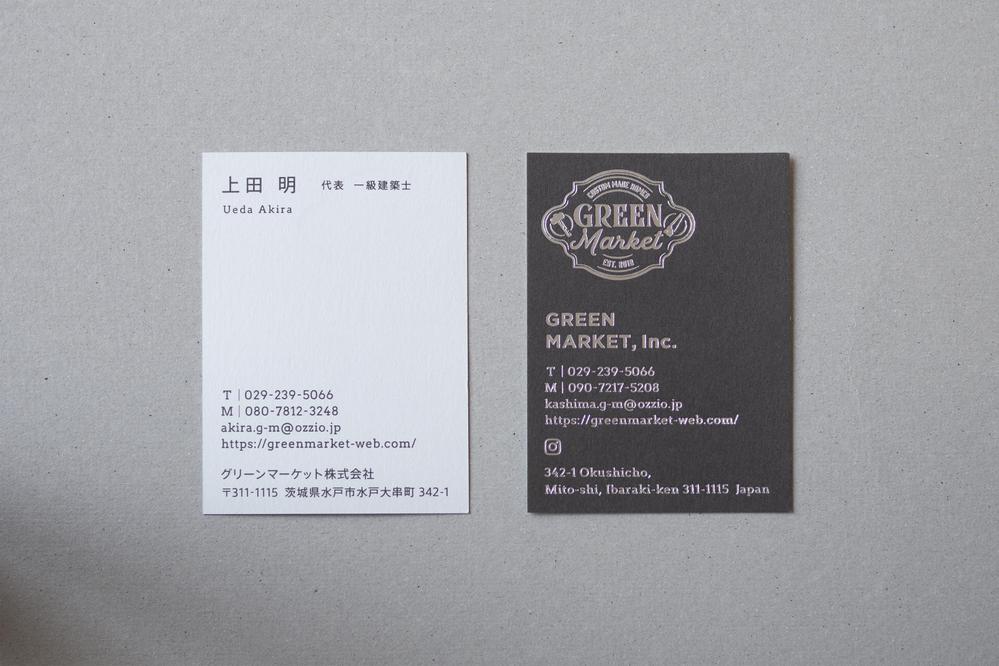 上田 明 代表 一級建築士
Ueda Akira
T | 029-239-5066
M | 080-7812-3248
akira.g-m@ozzio.jp
https://greenmarket-web.com/
グリーンマーケット株式会社
〒311-1115 茨城県水戸市水戸大串町 342-1
CUSTOM MADE HOMES
GREEN
Market
EST. 2012
GREEN
MARKET, Inc.
T | 029-239-5066
M | 090-7217-5208
kashima.g-m@ozzio.jp
https://greenmarket-web.com/
342-1 Okushicho,
Mito-shi, Ibaraki-ken 311-1115 Japan